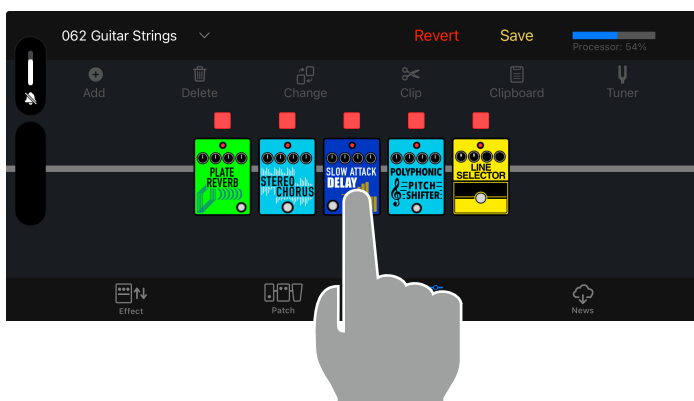 062 Guitar Strings
Revert
Save
Processor: 54%
Add
Delete
Change
Clip
Clipboard
Tuner
PLATE
REVERB
STEREO
CHORUS
SLOW ATTACK
DELAY
POLYPHONIC
PITCH
SHIFTER
LINE
SELECTOR
Effect
Patch
News